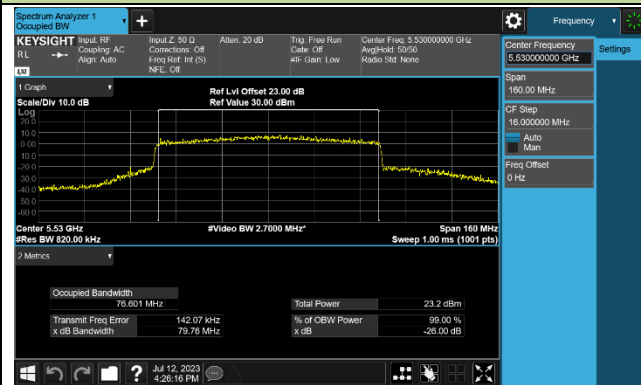 Spectrum Analyzer 1
Occupied BW
Frequency
KEYSIGHT
RL
LXI
Input: RF
Coupling: AC
Align: Auto
Input Z: 50 Ω
Corrections: Off
Freq Ref: Int (S)
NFE: Off
Atten: 20 dB
Trig: Free Run
Gate: Off
#IF Gain: Low
Center Freq: 5.530000000 GHz
Avg|Hold: 50/50
Radio Std: None
Center Frequency
5.530000000 GHz
Settings
Span
160.00 MHz
CF Step
16.000000 MHz
Auto
Man
Freq Offset
0 Hz
1 Graph
Scale/Div 10.0 dB
Ref Lvl Offset 23.00 dB
Ref Value 30.00 dBm
Log
20.0
10.0
0.00
-10.0
-20.0
-30.0
-40.0
-50.0
-60.0
Center 5.53 GHz
#Res BW 820.00 kHz
#Video BW 2.7000 MHz*
Span 160 MHz
Sweep 1.00 ms (1001 pts)
2 Metrics
Occupied Bandwidth
76.601 MHz
Total Power 23.2 dBm
Transmit Freq Error 142.07 kHz
% of OBW Power 99.00 %
x dB Bandwidth 79.76 MHz
x dB -26.00 dB
?
Jul 12, 2023
4:26:16 PM